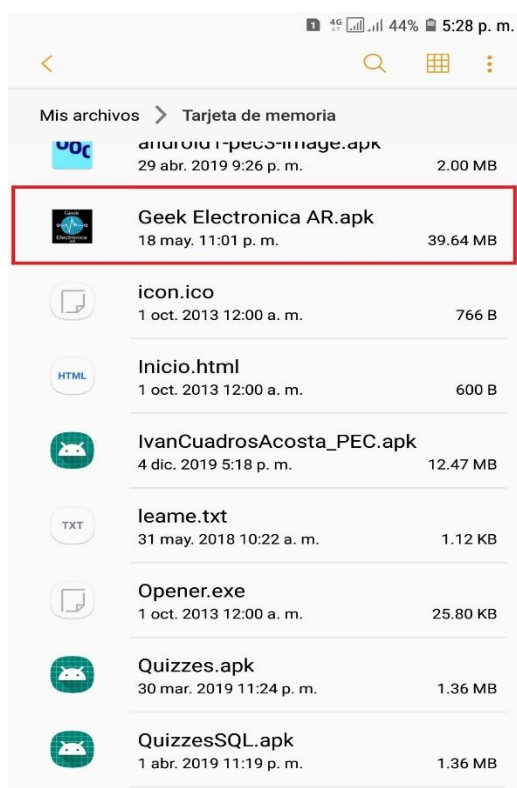 1 4G 44% 5:28 p. m.
Mis archivos > Tarjeta de memoria
UOC android1-pec3-image.apk
29 abr. 2019 9:26 p. m. 2.00 MB
Geek Electronica AR.apk
18 may. 11:01 p. m. 39.64 MB
icon.ico
1 oct. 2013 12:00 a. m. 766 B
HTML Inicio.html
1 oct. 2013 12:00 a. m. 600 B
IvanCuadrosAcosta_PEC.apk
4 dic. 2019 5:18 p. m. 12.47 MB
TXT leame.txt
31 may. 2018 10:22 a. m. 1.12 KB
Opener.exe
1 oct. 2013 12:00 a. m. 25.80 KB
Quizzes.apk
30 mar. 2019 11:24 p. m. 1.36 MB
QuizzesSQL.apk
1 abr. 2019 11:19 p. m. 1.36 MB